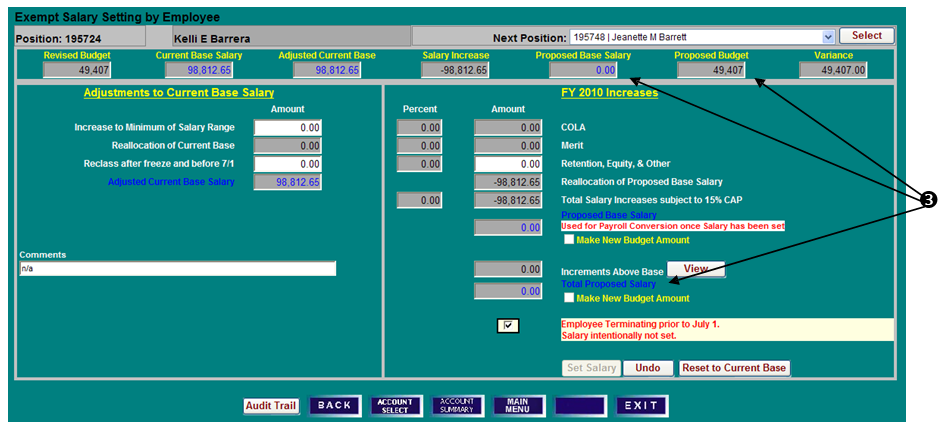 Exempt Salary Setting by Employee
Position: 195724 Kelli E Barrera Next Position: 195748 | Jeanette M Barrett Select
Revised Budget Current Base Salary Adjusted Current Base Salary Increase Proposed Base Salary Proposed Budget Variance
49,407 98,812.65 98,812.65 -98,812.65 0.00 49,407 49,407.00
Adjustments to Current Base Salary FY 2010 Increases
Amount Percent Amount
Increase to Minimum of Salary Range 0.00 0.00 0.00 COLA
Reallocation of Current Base 0.00 0.00 0.00 Merit
Reclass after freeze and before 7/1 0.00 0.00 0.00 Retention, Equity, & Other
Adjusted Current Base Salary 98,812.65 -98,812.65 Reallocation of Proposed Base Salary
0.00 -98,812.65 Total Salary Increases subject to 15% CAP
Proposed Base Salary
0.00 Used for Payroll Conversion once Salary has been set
Make New Budget Amount
Comments
n/a 0.00 Increments Above Base View
Total Proposed Salary
0.00
Make New Budget Amount
Employee Terminating prior to July 1.
Salary intentionally not set.
Set Salary Undo Reset to Current Base
Audit Trail BACK ACCOUNT SELECT ACCOUNT SUMMARY MAIN MENU EXIT
3